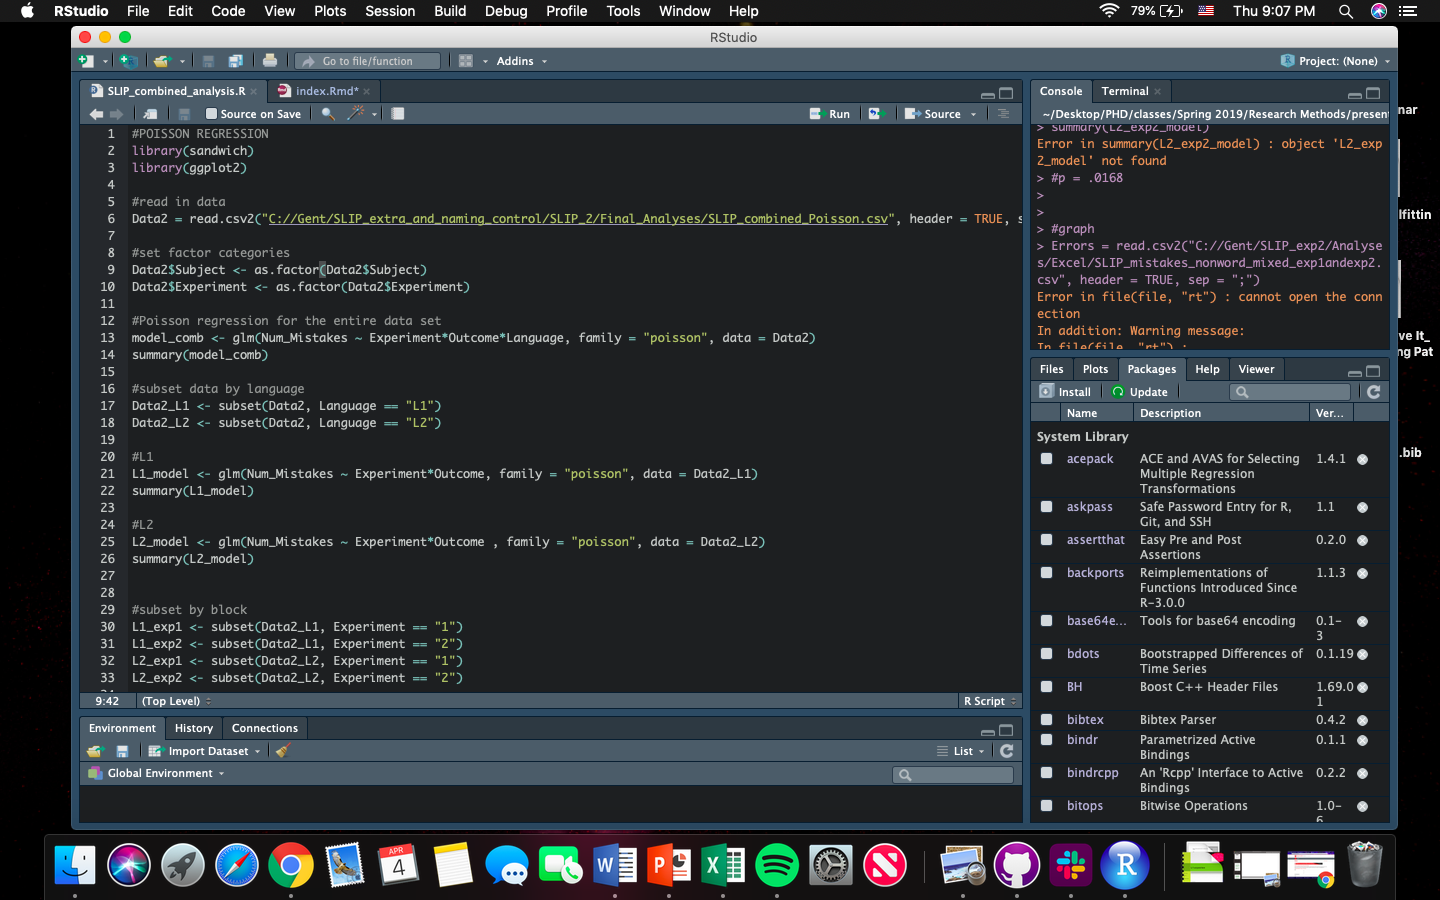 RStudio File Edit Code View Plots Session Build Debug Profile Tools Window Help 79% Thu 9:07 PM
RStudio
Go to file/function Addins Project: (None)
SLIP_combined_analysis.R index.Rmd*
Source on Save Run Source
1 #POISSON REGRESSION
2 library(sandwich)
3 library(ggplot2)
4
5 #read in data
6 Data2 = read.csv2("C://Gent/SLIP_extra_and_naming_control/SLIP_2/Final_Analyses/SLIP_combined_Poisson.csv", header = TRUE, s
7
8 #set factor categories
9 Data2$Subject <- as.factor(Data2$Subject)
10 Data2$Experiment <- as.factor(Data2$Experiment)
11
12 #Poisson regression for the entire data set
13 model_comb <- glm(Num_Mistakes ~ Experiment*Outcome*Language, family = "poisson", data = Data2)
14 summary(model_comb)
15
16 #subset data by language
17 Data2_L1 <- subset(Data2, Language == "L1")
18 Data2_L2 <- subset(Data2, Language == "L2")
19
20 #L1
21 L1_model <- glm(Num_Mistakes ~ Experiment*Outcome, family = "poisson", data = Data2_L1)
22 summary(L1_model)
23
24 #L2
25 L2_model <- glm(Num_Mistakes ~ Experiment*Outcome , family = "poisson", data = Data2_L2)
26 summary(L2_model)
27
28
29 #subset by block
30 L1_exp1 <- subset(Data2_L1, Experiment == "1")
31 L1_exp2 <- subset(Data2_L1, Experiment == "2")
32 L2_exp1 <- subset(Data2_L2, Experiment == "1")
33 L2_exp2 <- subset(Data2_L2, Experiment == "2")
9:42 (Top Level) R Script
Environment History Connections
Import Dataset List
Global Environment
Console Terminal
~/Desktop/PHD/classes/Spring 2019/Research Methods/present
> summary(L2_exp2_model)
Error in summary(L2_exp2_model) : object 'L2_exp
2_model' not found
> #p = .0168
>
>
> #graph
> Errors = read.csv2("C://Gent/SLIP_exp2/Analyse
s/Excel/SLIP_mistakes_nonword_mixed_exp1andexp2.
csv", header = TRUE, sep = ";")
Error in file(file, "rt") : cannot open the conn
ection
In addition: Warning message:
In file(file, "rt") :
Files Plots Packages Help Viewer
Install Update
Name Description Ver...
System Library
acepack ACE and AVAS for Selecting 1.4.1
Multiple Regression
Transformations
askpass Safe Password Entry for R, 1.1
Git, and SSH
assertthat Easy Pre and Post 0.2.0
Assertions
backports Reimplementations of 1.1.3
Functions Introduced Since
R-3.0.0
base64e... Tools for base64 encoding 0.1-
3
bdots Bootstrapped Differences of 0.1.19
Time Series
BH Boost C++ Header Files 1.69.0
1
bibtex Bibtex Parser 0.4.2
bindr Parametrized Active 0.1.1
Bindings
bindrcpp An 'Rcpp' Interface to Active 0.2.2
Bindings
bitops Bitwise Operations 1.0-
6
nar
lfittin
ve It_
ng Pat
.bib
APR
4
W
P
X
N
R